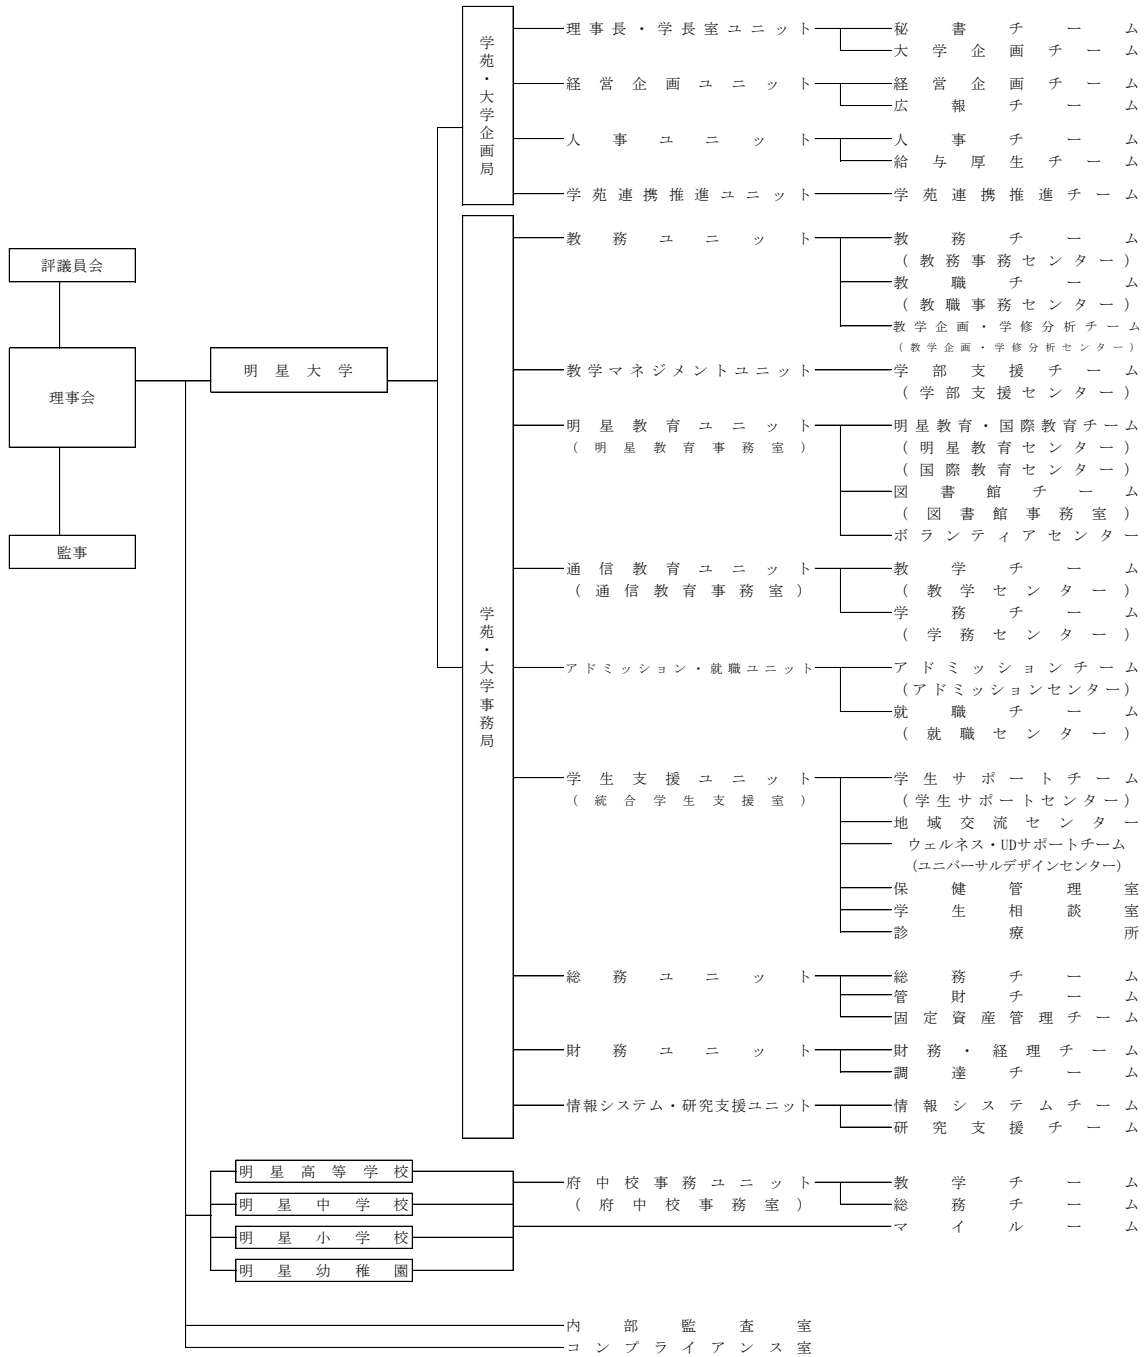 学苑・大学企画局
理事長・学長室ユニット
秘書チーム
大学企画チーム
経営企画ユニット
経営企画チーム
広報チーム
人事ユニット
人事チーム
給与厚生チーム
学苑連携推進ユニット
学苑連携推進チーム
評議員会
理事会
監事
明星大学
学苑・大学事務局
教務ユニット
教務チーム
(教務事務センター)
教職チーム
(教職事務センター)
教学企画・学修分析チーム
(教学企画・学修分析センター)
教学マネジメントユニット
学部支援チーム
(学部支援センター)
明星教育ユニット
(明星教育事務室)
明星教育・国際教育チーム
(明星教育センター)
(国際教育センター)
図書館チーム
(図書館事務室)
ボランティアセンター
通信教育ユニット
(通信教育事務室)
教学チーム
(教学センター)
学務チーム
(学務センター)
アドミッション・就職ユニット
アドミッションチーム
(アドミッションセンター)
就職チーム
(就職センター)
学生支援ユニット
(統合学生支援室)
学生サポートチーム
(学生サポートセンター)
地域交流センター
ウェルネス・UDサポートチーム
(ユニバーサルデザインセンター)
保健管理室
学生相談室
診療所
総務ユニット
総務チーム
管財チーム
固定資産管理チーム
財務ユニット
財務・経理チーム
調達チーム
情報システム・研究支援ユニット
情報システムチーム
研究支援チーム
明星高等学校
明星中学校
明星小学校
明星幼稚園
府中校事務ユニット
(府中校事務室)
教学チーム
総務チーム
マイルーム
内部監査室
コンプライアンス室